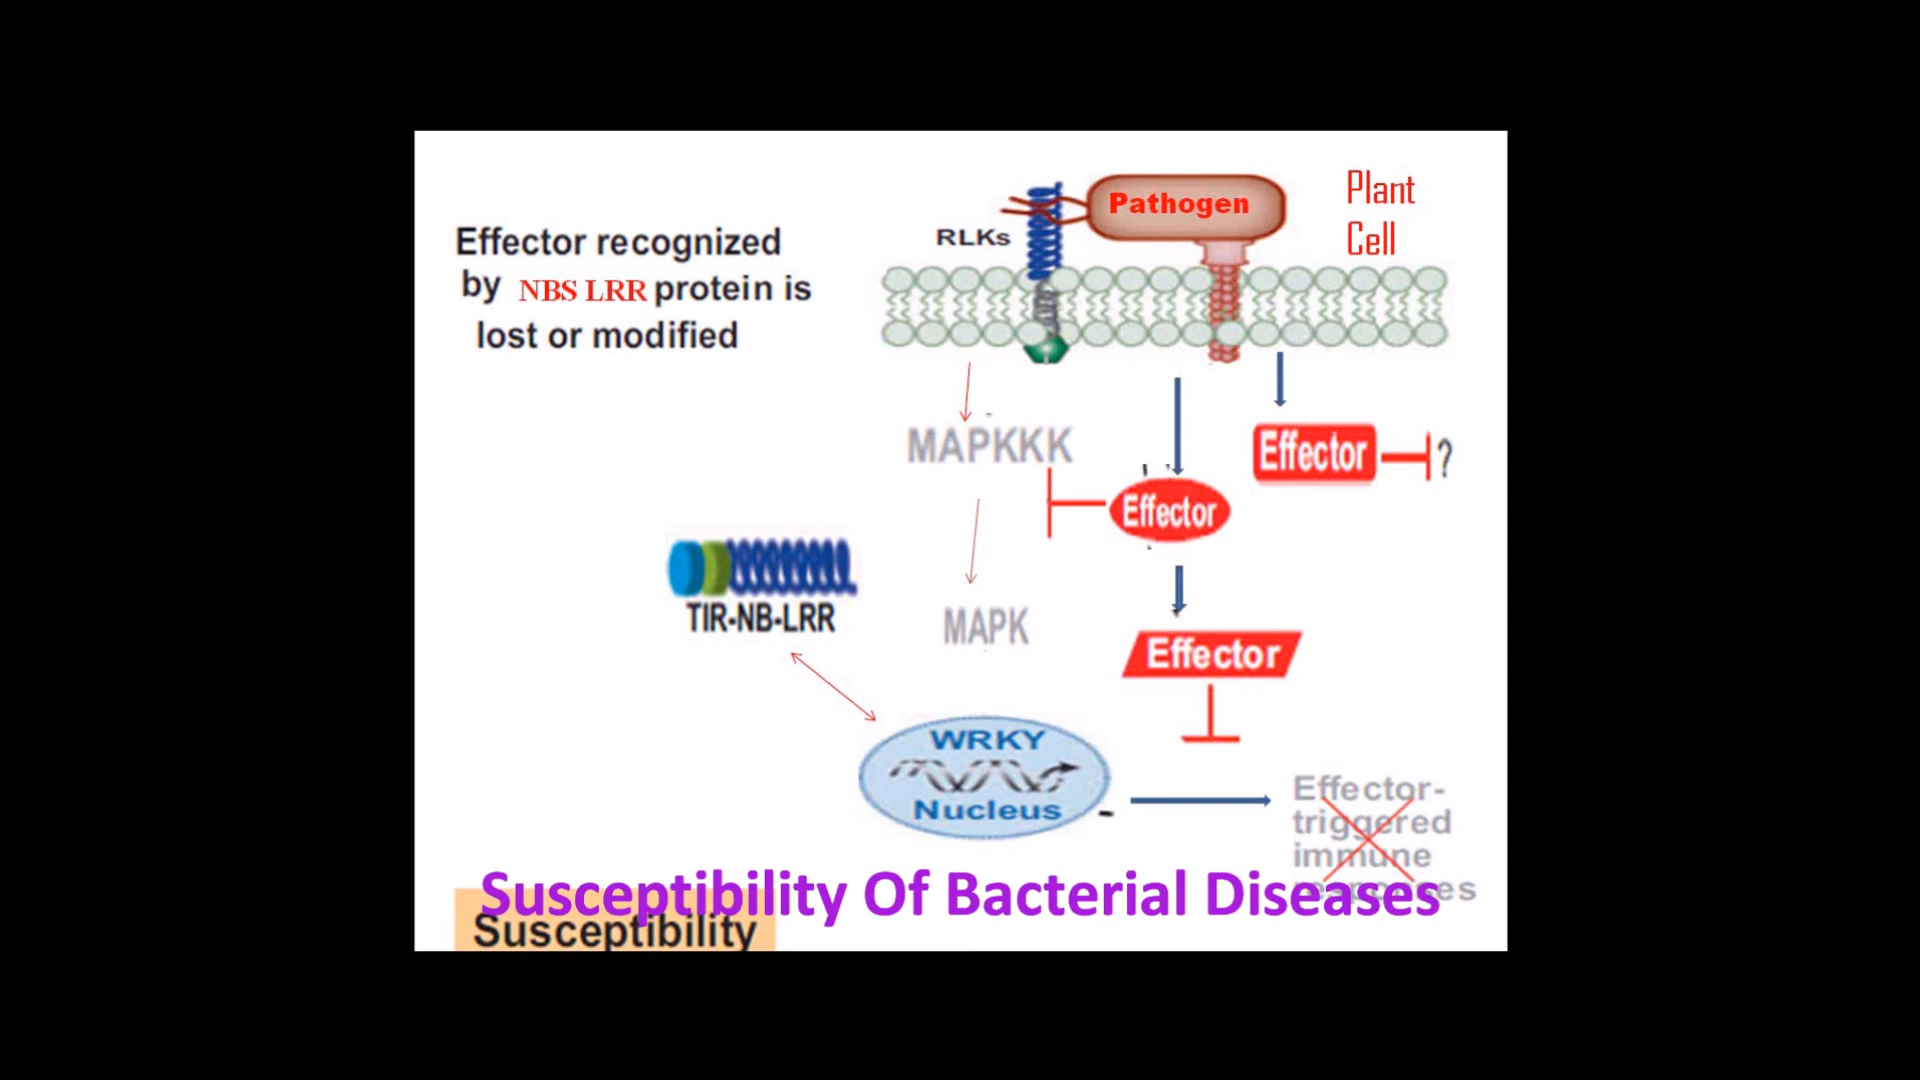 Effector recognized
by NBS LRR protein is
lost or modified
RLKs
Pathogen
Plant
Cell
MAPKKK
Effector
Effector
?
TIR-NB-LRR
MAPK
Effector
WRKY
Nucleus
Effector-
triggered
immune
responses
Susceptibility Of Bacterial Diseases
Susceptibility